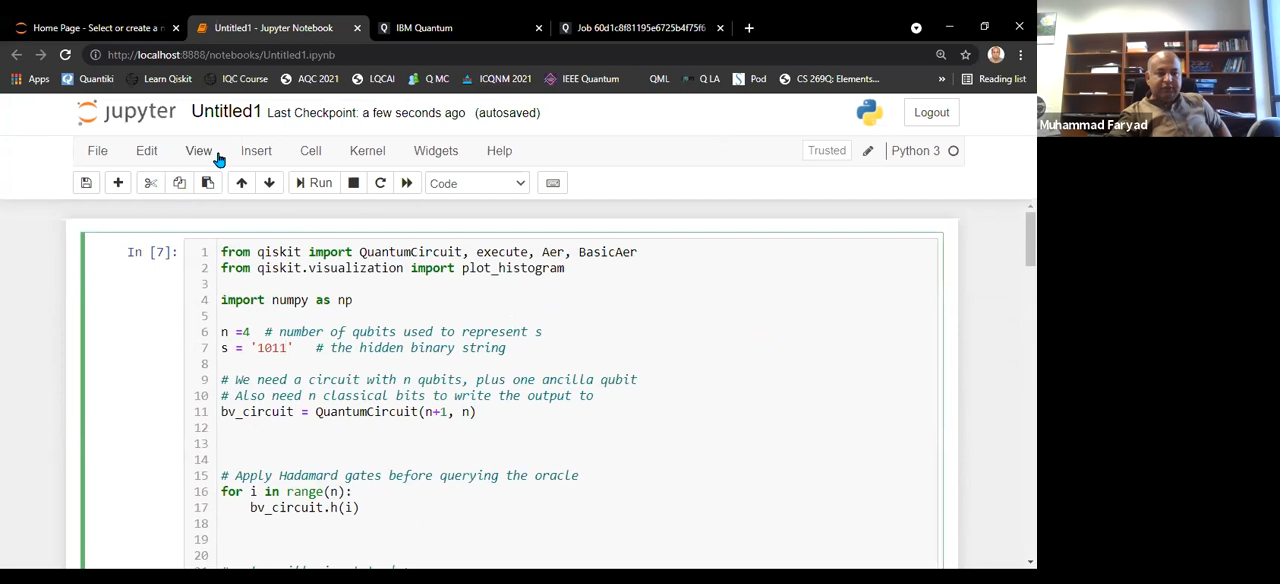 Home Page - Select or create a n
Untitled1 - Jupyter Notebook
IBM Quantum
Job 60d1c8f81195e6725b4f75f6
http://localhost:8888/notebooks/Untitled1.ipynb
Apps Quantiki Learn Qiskit IQC Course AQC 2021 LQCAI Q MC ICQNM 2021 IEEE Quantum QML Q LA Pod CS 269Q: Elements... » Reading list
jupyter Untitled1 Last Checkpoint: a few seconds ago (autosaved)
Logout
File Edit View Insert Cell Kernel Widgets Help
Trusted Python 3
Run Code
In [7]:
1 from qiskit import QuantumCircuit, execute, Aer, BasicAer
2 from qiskit.visualization import plot_histogram
3
4 import numpy as np
5
6 n =4 # number of qubits used to represent s
7 s = '1011' # the hidden binary string
8
9 # We need a circuit with n qubits, plus one ancilla qubit
10 # Also need n classical bits to write the output to
11 bv_circuit = QuantumCircuit(n+1, n)
12
13
14
15 # Apply Hadamard gates before querying the oracle
16 for i in range(n):
17 bv_circuit.h(i)
18
19
20
Muhammad Faryad